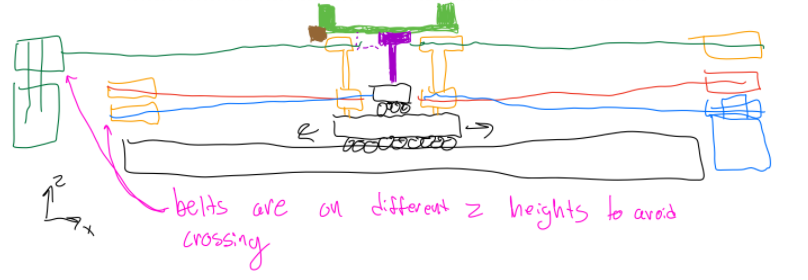 z
x
belts are on different z heights to avoid
crossing